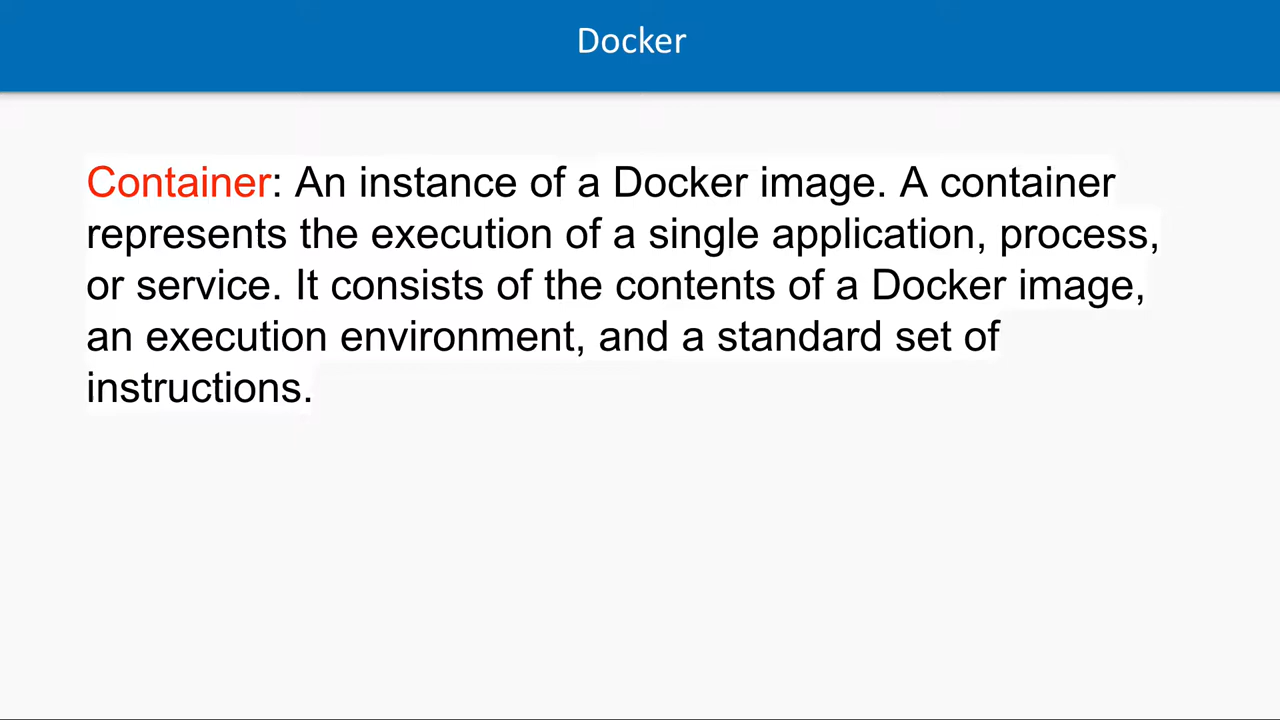 Docker
Container: An instance of a Docker image. A container
represents the execution of a single application, process,
or service. It consists of the contents of a Docker image,
an execution environment, and a standard set of
instructions.